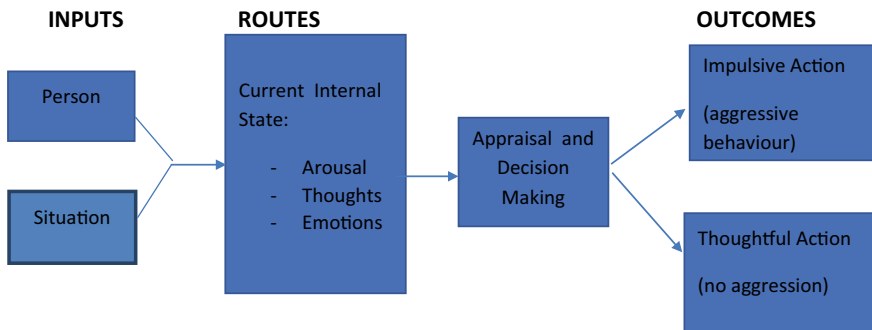 INPUTS
ROUTES
OUTCOMES
Person
Situation
Current Internal
State:
- Arousal
- Thoughts
- Emotions
Appraisal and
Decision
Making
Impulsive Action
(aggressive
behaviour)
Thoughtful Action
(no aggression)